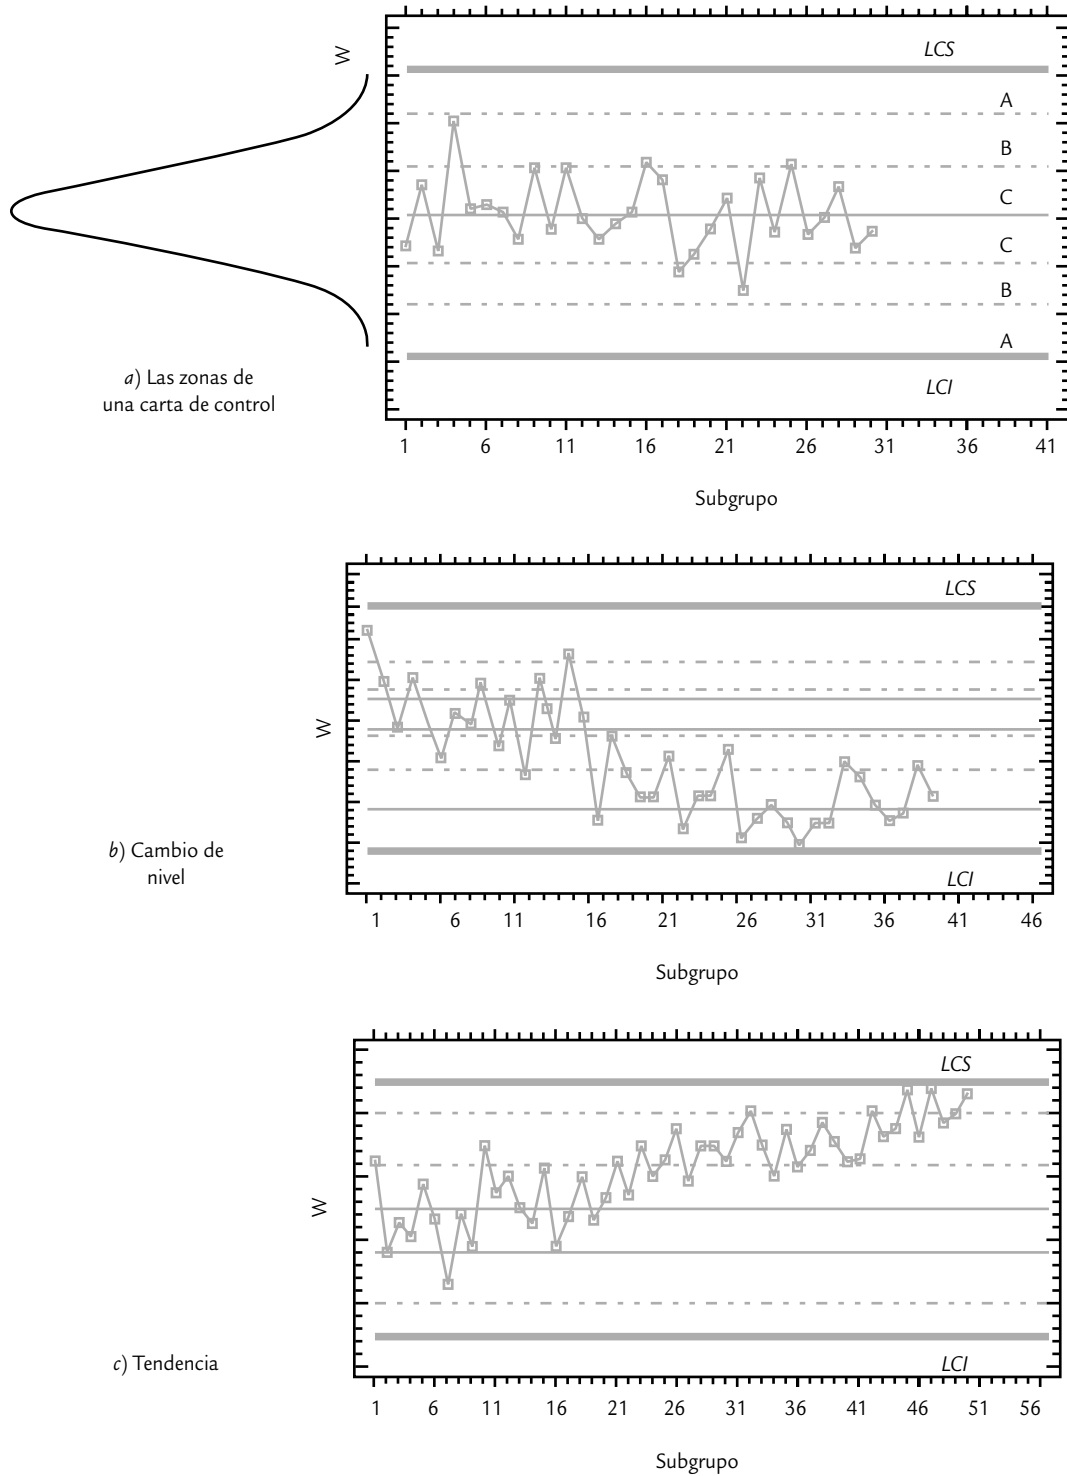 W
LCS
A
B
C
C
B
A
LCI
a) Las zonas de
una carta de control
1 6 11 16 21 26 31 36 41
Subgrupo
LCS
W
b) Cambio de
nivel
LCI
1 6 11 16 21 26 31 36 41 46
Subgrupo
LCS
W
c) Tendencia
LCI
1 6 11 16 21 26 31 36 41 46 51 56
Subgrupo